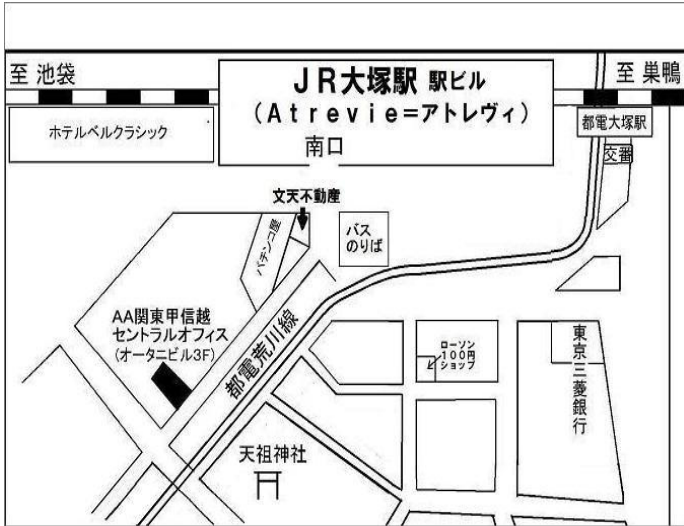 至 池袋
JR大塚駅 駅ビル
(Atrevie=アトレヴィ)
南口
至 巣鴨
ホテルベルクラシック
都電大塚駅
交番
文天不動産
パチンコ屋
バス
のりば
AA関東甲信越
セントラルオフィス
(オータニビル3F)
都電荒川線
ローソン
100円
ショップ
東京三菱銀行
天祖神社